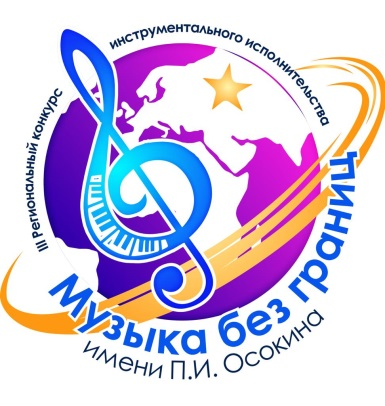 III Региональный конкурс
инструментального исполнительства
Музыка без границ
имени П.И. Осокина